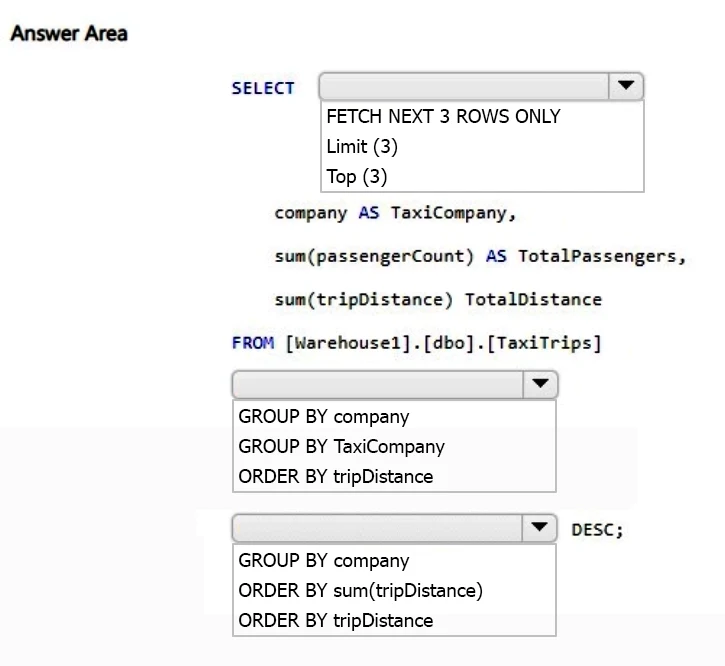 Answer Area
SELECT
FETCH NEXT 3 ROWS ONLY
Limit (3)
Top (3)
company AS TaxiCompany,
sum(passengerCount) AS TotalPassengers,
sum(tripDistance) TotalDistance
FROM [Warehouse1].[dbo].[TaxiTrips]
GROUP BY company
GROUP BY TaxiCompany
ORDER BY tripDistance
DESC;
GROUP BY company
ORDER BY sum(tripDistance)
ORDER BY tripDistance